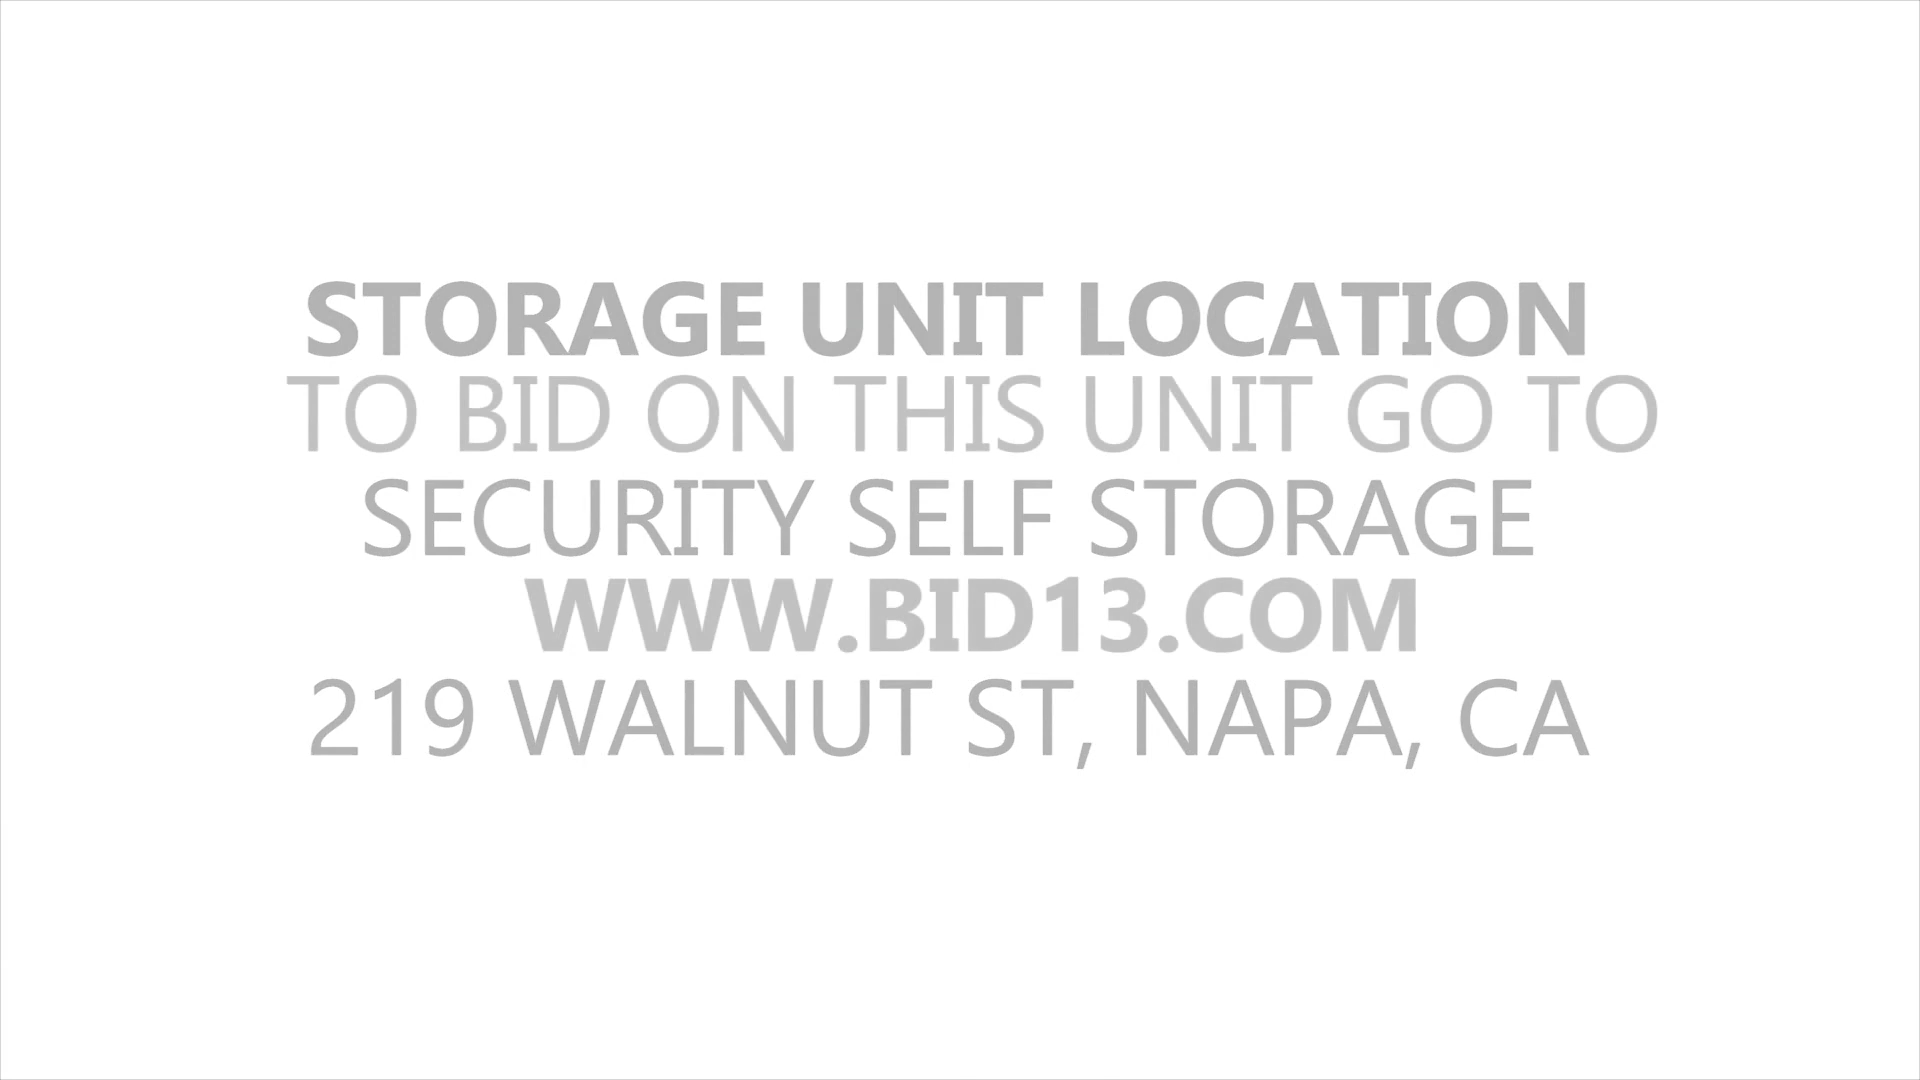 STORAGE UNIT LOCATION
TO BID ON THIS UNIT GO TO
SECURITY SELF STORAGE
WWW.BID13.COM
219 WALNUT ST, NAPA, CA